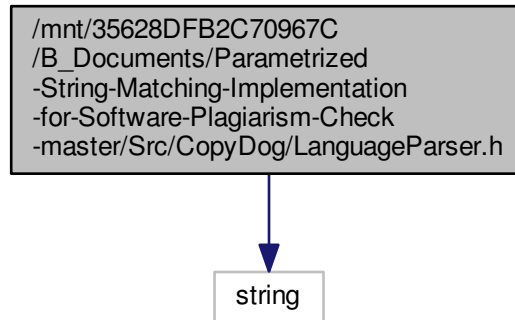 /mnt/35628DFB2C70967C
/B_Documents/Parametrized
-String-Matching-Implementation
-for-Software-Plagiarism-Check
-master/Src/CopyDog/LanguageParser.h
string